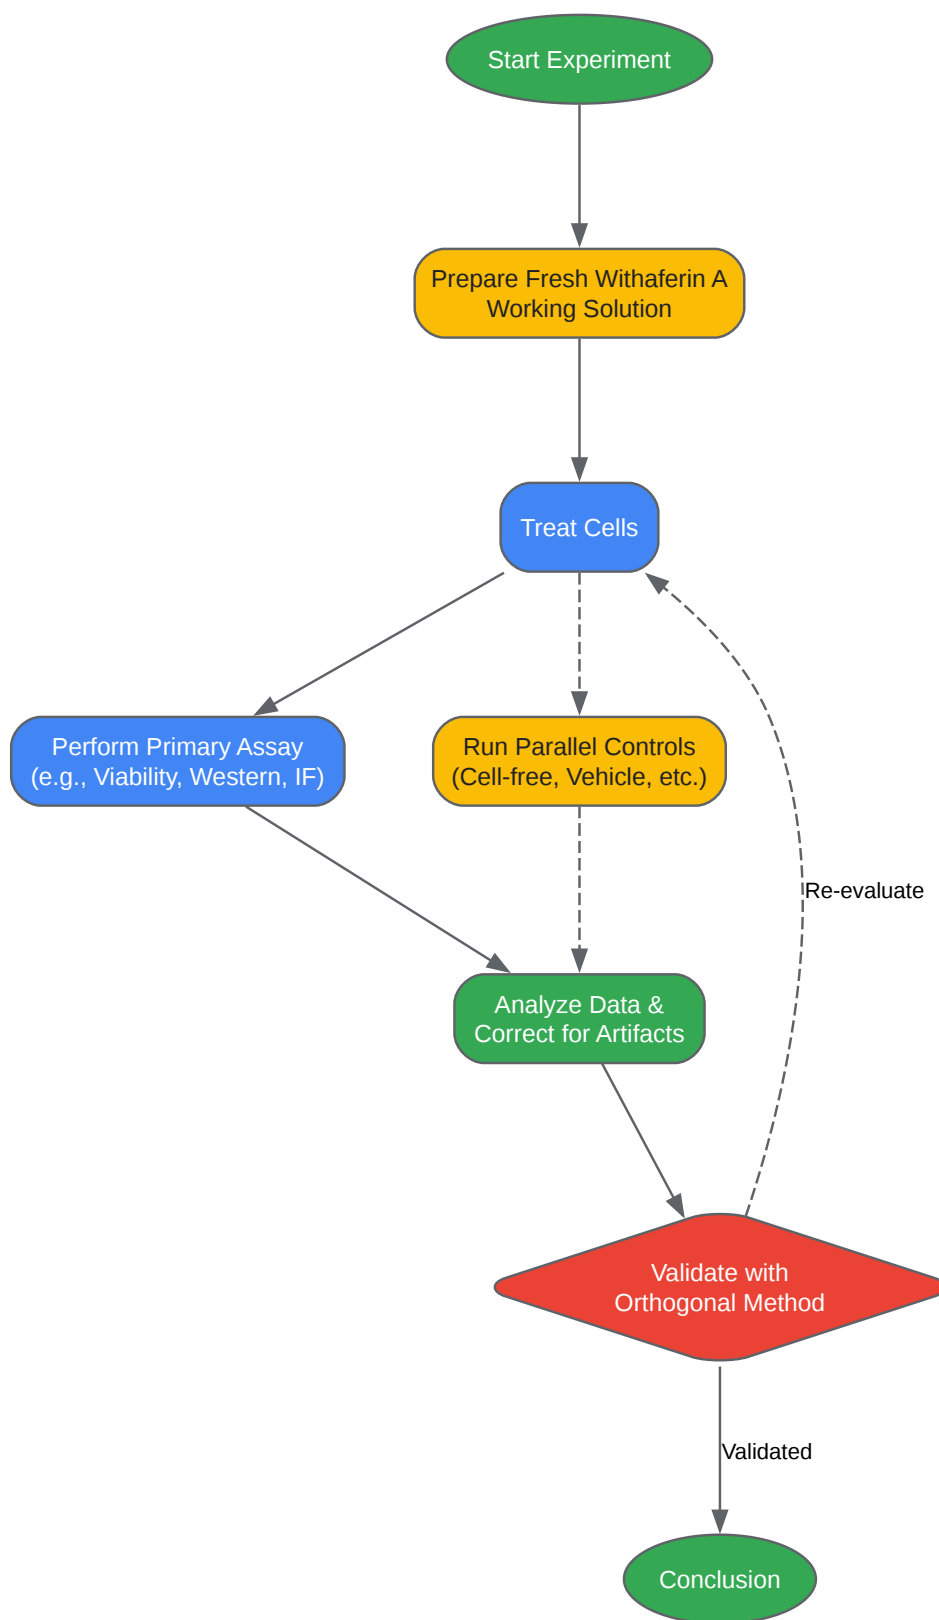 Start Experiment
Prepare Fresh Withaferin A
Working Solution
Treat Cells
Perform Primary Assay
(e.g., Viability, Western, IF)
Run Parallel Controls
(Cell-free, Vehicle, etc.)
Re-evaluate
Analyze Data &
Correct for Artifacts
Validate with
Orthogonal Method
Validated
Conclusion